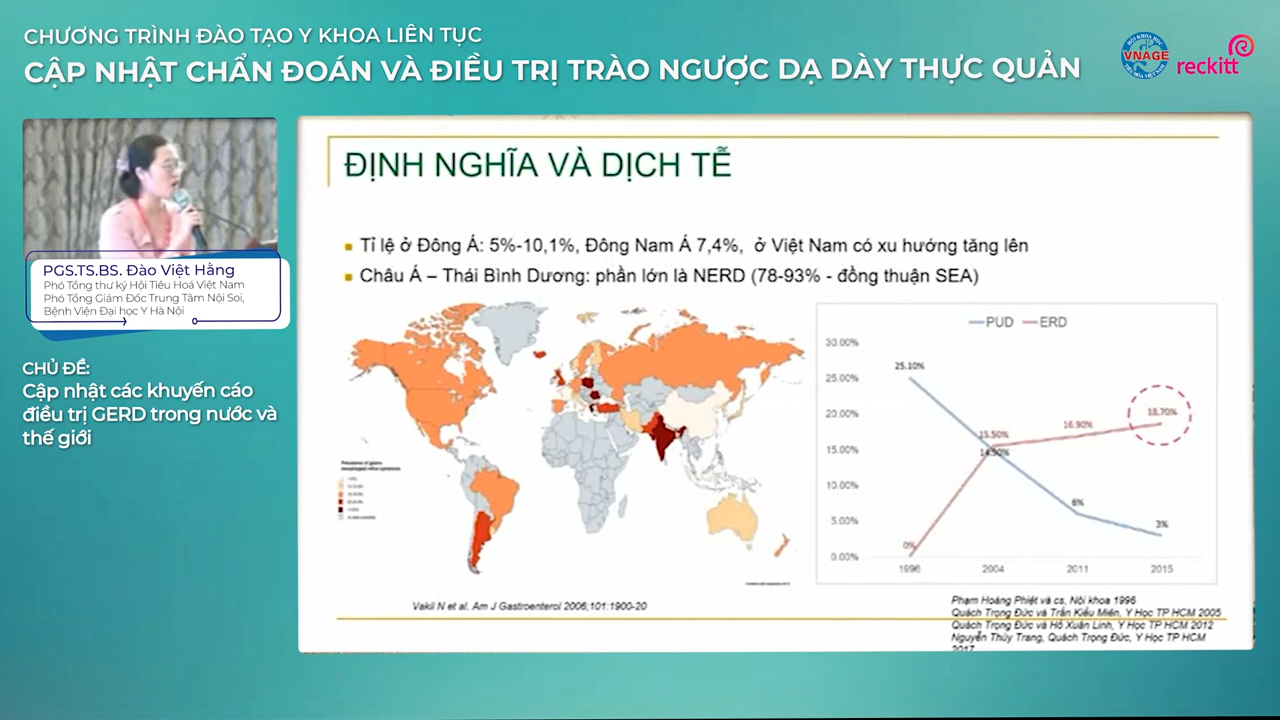 CHƯƠNG TRÌNH ĐÀO TẠO Y KHOA LIÊN TỤC
CẬP NHẬT CHẨN ĐOÁN VÀ ĐIỀU TRỊ TRÀO NGƯỢC DẠ DÀY THỰC QUẢN
VNAGE
reckitt
PGS.TS.BS. Đào Việt Hằng
Phó Tổng thư ký Hội Tiêu Hoá Việt Nam
Phó Tổng Giám Đốc Trung Tâm Nội Soi,
Bệnh Viện Đại học Y Hà Nội
CHỦ ĐỀ:
Cập nhật các khuyến cáo
điều trị GERD trong nước và
thế giới
ĐỊNH NGHĨA VÀ DỊCH TỄ
Tỉ lệ ở Đông Á: 5%-10,1%, Đông Nam Á 7,4%, ở Việt Nam có xu hướng tăng lên
Châu Á – Thái Bình Dương: phần lớn là NERD (78-93% - đồng thuận SEA)
Vakil N et al. Am J Gastroenterol 2006;101:1900-20
PUD ERD
30.00%
25.00%
20.00%
15.00%
10.00%
5.00%
0.00%
25.10%
15.50%
16.90%
18.70%
6%
3%
0%
1996 2004 2011 2015
Phạm Hoàng Phiệt và cs, Nội khoa 1996
Quách Trọng Đức và Trần Kiều Miên, Y Học TP HCM 2005
Quách Trọng Đức và Hồ Xuân Linh, Y Học TP HCM 2012
Nguyễn Thùy Trang, Quách Trọng Đức, Y Học TP HCM
2017